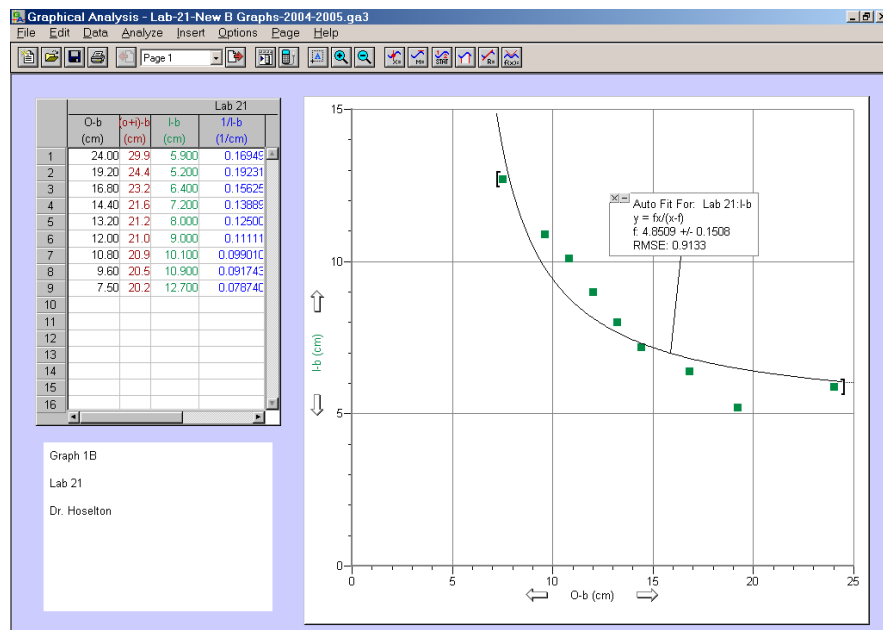 Graphical Analysis - Lab-21-New B Graphs-2004-2005.ga3
File Edit Data Analyze Insert Options Page Help
Page 1
Lab 21
O-b (o+i)-b I-b 1/I-b
(cm) (cm) (cm) (1/cm)
1 24.00 29.9 5.900 0.16949
2 19.20 24.4 5.200 0.19231
3 16.80 23.2 6.400 0.15625
4 14.40 21.6 7.200 0.13889
5 13.20 21.2 8.000 0.12500
6 12.00 21.0 9.000 0.11111
7 10.80 20.9 10.100 0.099010
8 9.60 20.5 10.900 0.091743
9 7.50 20.2 12.700 0.078740
10
11
12
13
14
15
16
Graph 1B
Lab 21
Dr. Hoselton
15
10
5
0
I-b (cm)
Auto Fit For: Lab 21:I-b
y = fx/(x-f)
f: 4.8509 +/- 0.1508
RMSE: 0.9133
0 5 10 15 20 25
O-b (cm)